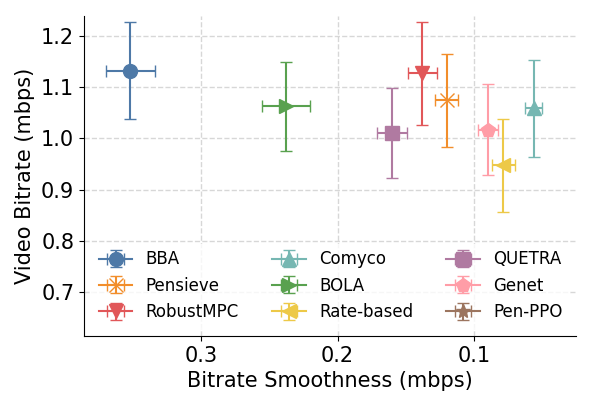 1.2
1.1
1.0
0.9
0.8
0.7
Video Bitrate (mbps)
BBA
Pensieve
RobustMPC
Comyco
BOLA
Rate-based
QUETRA
Genet
Pen-PPO
0.3 0.2 0.1
Bitrate Smoothness (mbps)